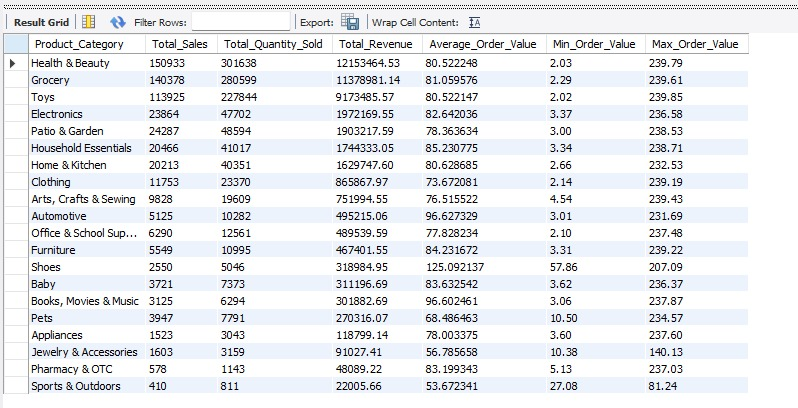 Result Grid Filter Rows: Export: Wrap Cell Content: IA
Product_Category Total_Sales Total_Quantity_Sold Total_Revenue Average_Order_Value Min_Order_Value Max_Order_Value
Health & Beauty 150933 301638 12153464.53 80.522248 2.03 239.79
Grocery 140378 280599 11378981.14 81.059576 2.29 239.61
Toys 113925 227844 9173485.57 80.522147 2.02 239.85
Electronics 23864 47702 1972169.55 82.642036 3.37 236.58
Patio & Garden 24287 48594 1903217.59 78.363634 3.00 238.53
Household Essentials 20466 41017 1744333.05 85.230775 3.34 238.71
Home & Kitchen 20213 40351 1629747.60 80.628685 2.66 232.53
Clothing 11753 23370 865867.97 73.672081 2.14 239.19
Arts, Crafts & Sewing 9828 19609 751994.55 76.515522 4.54 239.43
Automotive 5125 10282 495215.06 96.627329 3.01 231.69
Office & School Sup... 6290 12561 489539.59 77.828234 2.10 237.48
Furniture 5549 10995 467401.55 84.231672 3.31 239.22
Shoes 2550 5046 318984.95 125.092137 57.86 207.09
Baby 3721 7373 311196.69 83.632542 3.62 236.37
Books, Movies & Music 3125 6294 301882.69 96.602461 3.06 237.87
Pets 3947 7791 270316.07 68.486463 10.50 234.57
Appliances 1523 3043 118799.14 78.003375 3.60 237.60
Jewelry & Accessories 1603 3159 91027.41 56.785658 10.38 140.13
Pharmacy & OTC 578 1143 48089.22 83.199343 5.13 237.03
Sports & Outdoors 410 811 22005.66 53.672341 27.08 81.24